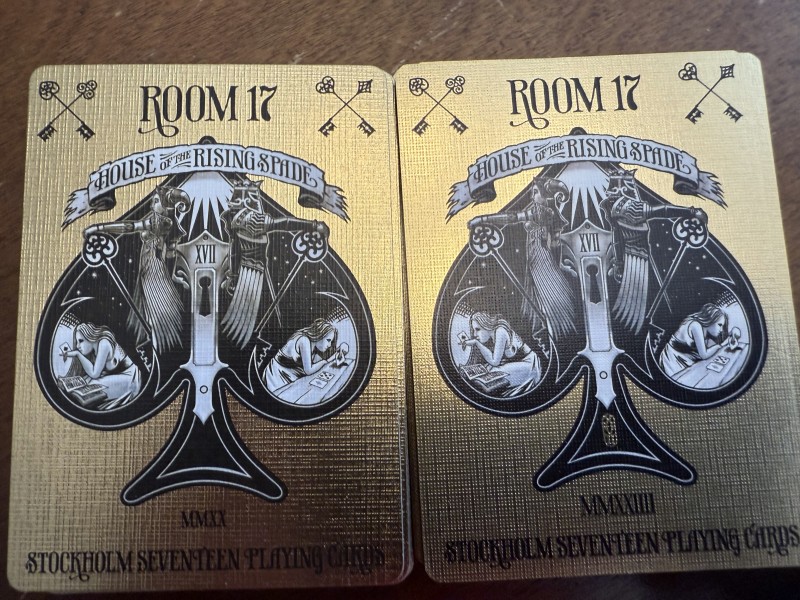 ROOM 17
HOUSE OF THE RISING SPADE
XVII
MMXX
STOCKHOLM SEVENTEEN PLAYING CARDS
ROOM 17
HOUSE OF THE RISING SPADE
XVII
MMXXIIII
STOCKHOLM SEVENTEEN PLAYING CARDS